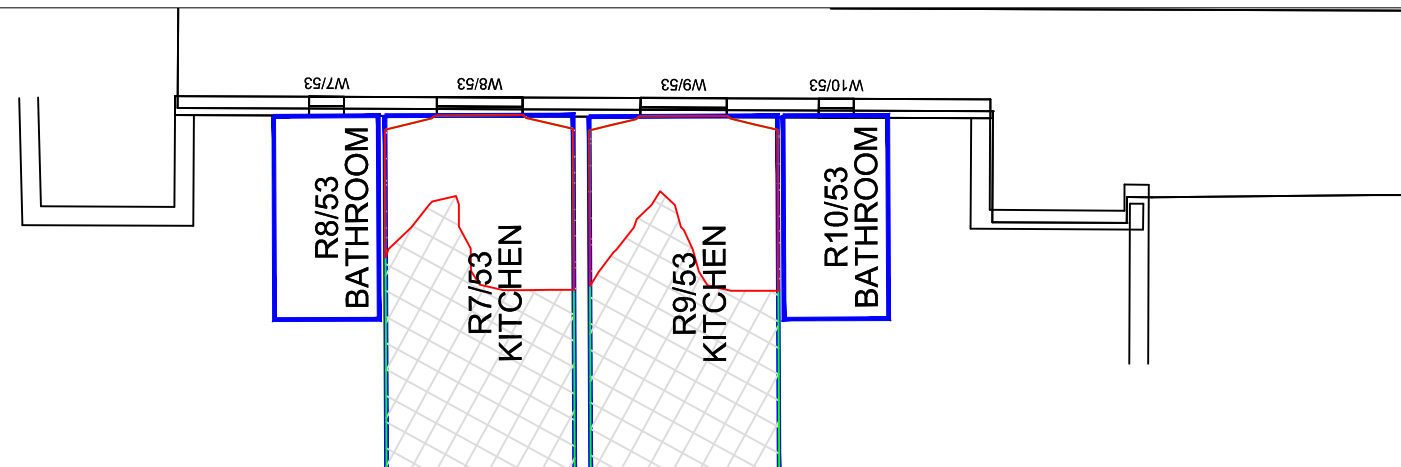 W7/53
W8/53
W9/53
W10/53
R8/53
BATHROOM
R7/53
KITCHEN
R9/53
KITCHEN
R10/53
BATHROOM